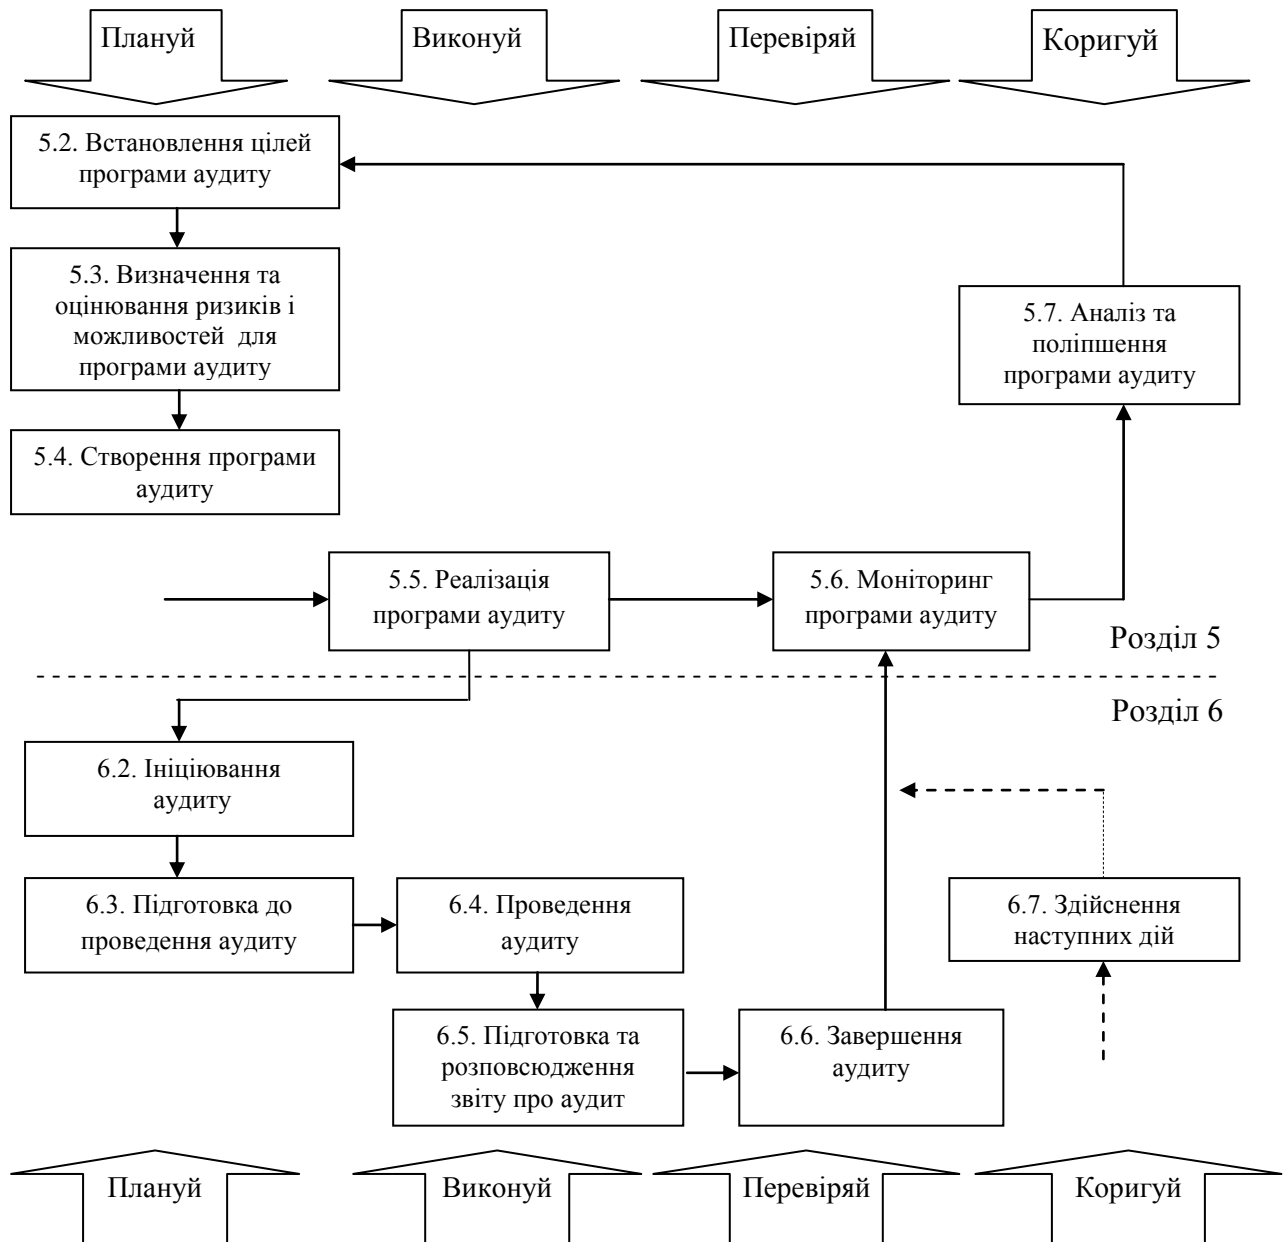 Плануй
Виконуй
Перевіряй
Коригуй
5.2. Встановлення цілей
програми аудиту
5.3. Визначення та
оцінювання ризиків і
можливостей для
програми аудиту
5.7. Аналіз та
поліпшення
програми аудиту
5.4. Створення програми
аудиту
5.5. Реалізація
програми аудиту
5.6. Моніторинг
програми аудиту
Розділ 5
Розділ 6
6.2. Ініціювання
аудиту
6.3. Підготовка до
проведення аудиту
6.4. Проведення
аудиту
6.7. Здійснення
наступних дій
6.5. Підготовка та
розповсюдження
звіту про аудит
6.6. Завершення
аудиту
Плануй
Виконуй
Перевіряй
Коригуй